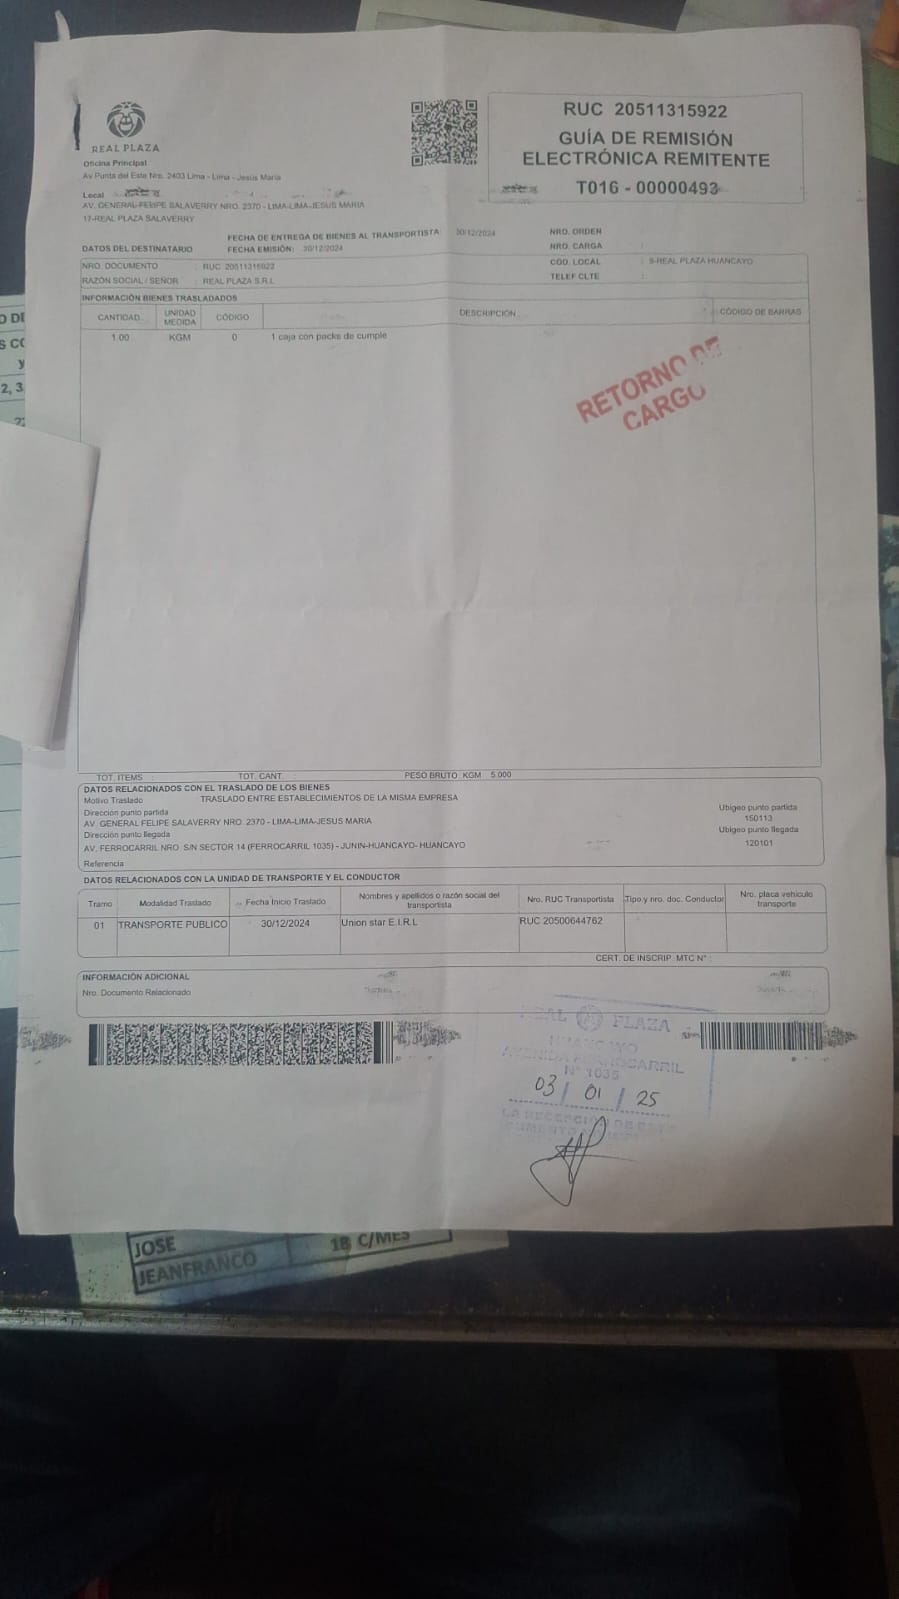 REAL PLAZA
Oficina Principal
Av Punta del Este Nro. 2403 Lima - Lima - Jesus Maria
Local
AV. GENERAL FELIPE SALAVERRY NRO. 2370 - LIMA-LIMA-JESUS MARIA
17-REAL PLAZA SALAVERRY
RUC 20511315922
GUÍA DE REMISIÓN
ELECTRÓNICA REMITENTE
T016 - 00000493
FECHA DE ENTREGA DE BIENES AL TRANSPORTISTA: 30/12/2024
DATOS DEL DESTINATARIO FECHA EMISIÓN: 30/12/2024
NRO. ORDEN
NRO. CARGA :
NRO. DOCUMENTO : RUC 20511315922
COD. LOCAL : 9-REAL PLAZA HUANCAYO
RAZÓN SOCIAL / SEÑOR : REAL PLAZA S.R.L
TELEF CLTE :
INFORMACIÓN BIENES TRASLADADOS
CANTIDAD UNIDAD MEDIDA CÓDIGO DESCRIPCIÓN CÓDIGO DE BARRAS
1.00 KGM 0 1 caja con packs de cumple
RETORNO DE
CARGO
TOT. ITEMS : TOT. CANT. : PESO BRUTO KGM 5.000
DATOS RELACIONADOS CON EL TRASLADO DE LOS BIENES
Motivo Traslado TRASLADO ENTRE ESTABLECIMIENTOS DE LA MISMA EMPRESA
Dirección punto partida Ubigeo punto partida
AV. GENERAL FELIPE SALAVERRY NRO. 2370 - LIMA-LIMA-JESUS MARIA 150113
Dirección punto llegada Ubigeo punto llegada
AV. FERROCARRIL NRO. S/N SECTOR 14 (FERROCARRIL 1035) - JUNIN-HUANCAYO- HUANCAYO 120101
Referencia
DATOS RELACIONADOS CON LA UNIDAD DE TRANSPORTE Y EL CONDUCTOR
Tramo Modalidad Traslado Fecha Inicio Traslado Nombres y apellidos o razón social del transportista Nro. RUC Transportista Tipo y nro. doc. Conductor Nro. placa vehículo transporte
01 TRANSPORTE PUBLICO 30/12/2024 Union star E.I.R.L RUC 20500644762
CERT. DE INSCRIP. MTC N° :
INFORMACIÓN ADICIONAL
Nro. Documento Relacionado
REAL PLAZA
HUANCAYO
AVENIDA FERROCARRIL
N° 1035
03 / 01 / 25
LA RECEPCIÓN DE ESTE
JOSE 18 C/MES
JEANFRANCO